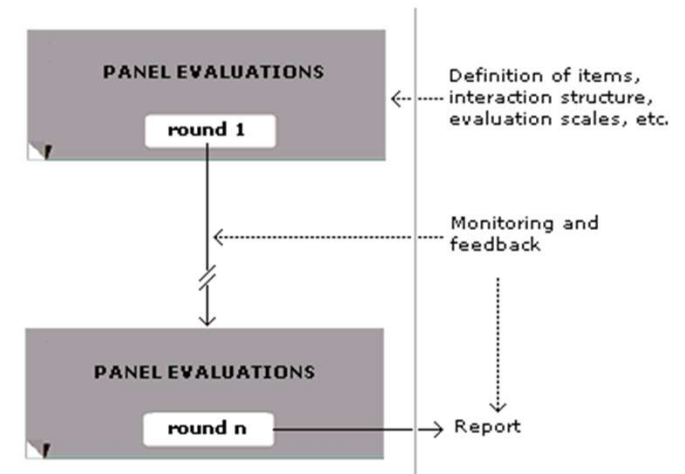 PANEL EVALUATIONS
round 1
Definition of items,
interaction structure,
evaluation scales, etc.
Monitoring and
feedback
PANEL EVALUATIONS
round n
Report